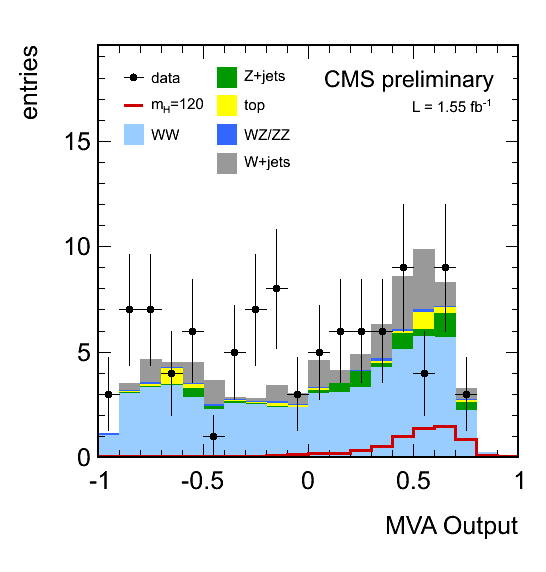 entries
CMS preliminary
L = 1.55 fb-1
data
mH=120
WW
Z+jets
top
WZ/ZZ
W+jets
15
10
5
0
-1
-0.5
0
0.5
1
MVA Output